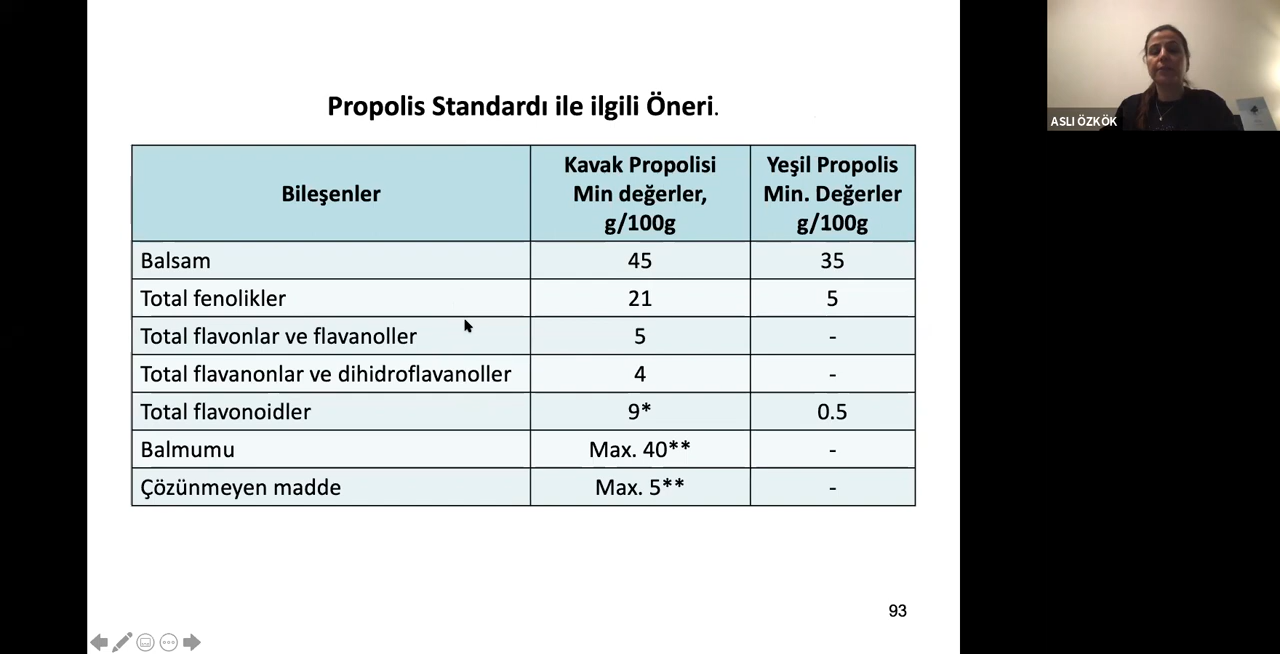 Propolis Standardı ile ilgili Öneri.
Bileşenler
Kavak Propolisi
Min değerler,
g/100g
Yeşil Propolis
Min. Değerler
g/100g
Balsam 45 35
Total fenolikler 21 5
Total flavonlar ve flavanoller 5 -
Total flavanonlar ve dihidroflavanoller 4 -
Total flavonoidler 9* 0.5
Balmumu Max. 40** -
Çözünmeyen madde Max. 5** -
93
ASLI ÖZKÖK